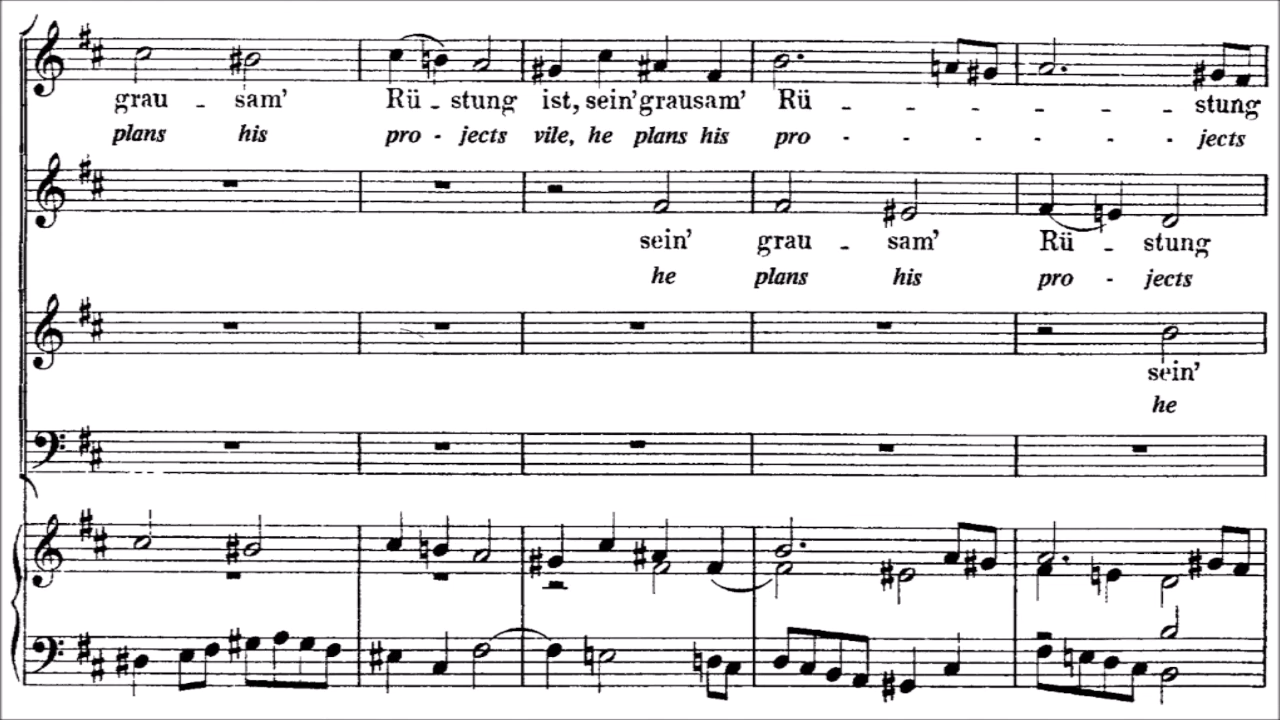 grau - sam' Rü - stung ist, sein' grausam' Rü - - - - - stung
plans his pro - jects vile, he plans his pro - - - - - jects
sein' grau - sam' Rü - stung
he plans his pro - jects
sein'
he